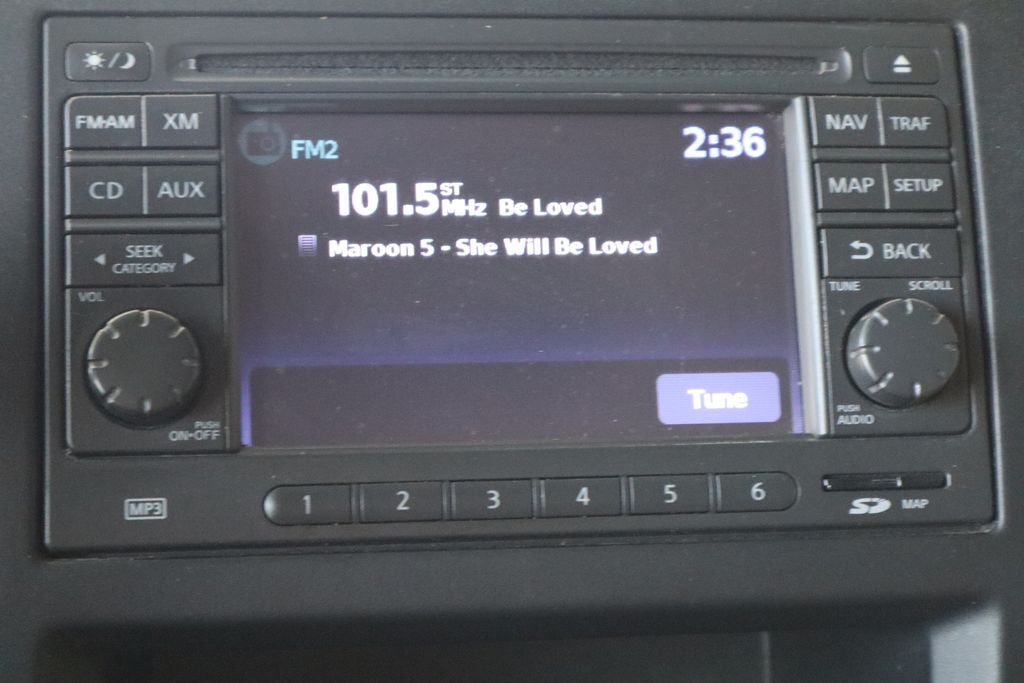 FM·AM
XM
CD
AUX
SEEK
CATEGORY
VOL
PUSH
ON•OFF
FM2
2:36
101.5 ST MHz Be Loved
Maroon 5 - She Will Be Loved
Tune
NAV
TRAF
MAP
SETUP
BACK
TUNE
SCROLL
PUSH
AUDIO
MP3
1
2
3
4
5
6
SD
MAP